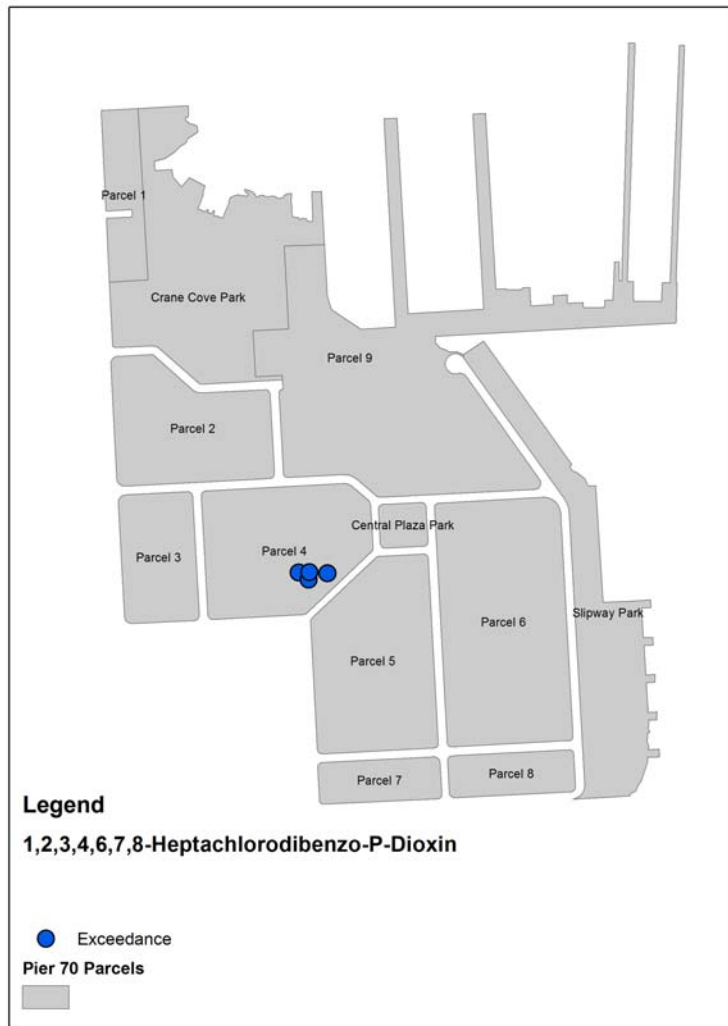 Parcel 1
Crane Cove Park
Parcel 9
Parcel 2
Central Plaza Park
Parcel 4
Parcel 3
Slipway Park
Parcel 6
Parcel 5
Parcel 8
Parcel 7
Legend
1,2,3,4,6,7,8-Heptachlorodibenzo-P-Dioxin
Exceedance
Pier 70 Parcels